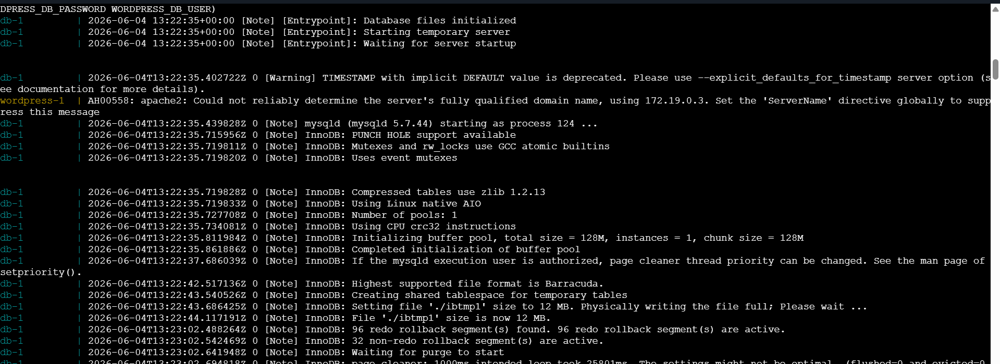 DPRESS_DB_PASSWORD WORDPRESS_DB_USER)
db-1         | 2026-06-04 13:22:35+00:00 [Note] [Entrypoint]: Database files initialized
db-1         | 2026-06-04 13:22:35+00:00 [Note] [Entrypoint]: Starting temporary server
db-1         | 2026-06-04 13:22:35+00:00 [Note] [Entrypoint]: Waiting for server startup
db-1         | 2026-06-04T13:22:35.402722Z 0 [Warning] TIMESTAMP with implicit DEFAULT value is deprecated. Please use --explicit_defaults_for_timestamp server option (s
ee documentation for more details).
wordpress-1  | AH00558: apache2: Could not reliably determine the server's fully qualified domain name, using 172.19.0.3. Set the 'ServerName' directive globally to supp
ress this message
db-1         | 2026-06-04T13:22:35.439828Z 0 [Note] mysqld (mysqld 5.7.44) starting as process 124 ...
db-1         | 2026-06-04T13:22:35.715956Z 0 [Note] InnoDB: PUNCH HOLE support available
db-1         | 2026-06-04T13:22:35.719811Z 0 [Note] InnoDB: Mutexes and rw_locks use GCC atomic builtins
db-1         | 2026-06-04T13:22:35.719820Z 0 [Note] InnoDB: Uses event mutexes
db-1         | 2026-06-04T13:22:35.719828Z 0 [Note] InnoDB: Compressed tables use zlib 1.2.13
db-1         | 2026-06-04T13:22:35.719833Z 0 [Note] InnoDB: Using Linux native AIO
db-1         | 2026-06-04T13:22:35.727708Z 0 [Note] InnoDB: Number of pools: 1
db-1         | 2026-06-04T13:22:35.734081Z 0 [Note] InnoDB: Using CPU crc32 instructions
db-1         | 2026-06-04T13:22:35.811984Z 0 [Note] InnoDB: Initializing buffer pool, total size = 128M, instances = 1, chunk size = 128M
db-1         | 2026-06-04T13:22:35.861886Z 0 [Note] InnoDB: Completed initialization of buffer pool
db-1         | 2026-06-04T13:22:37.686039Z 0 [Note] InnoDB: If the mysqld execution user is authorized, page cleaner thread priority can be changed. See the man page of
setpriority().
db-1         | 2026-06-04T13:22:42.517136Z 0 [Note] InnoDB: Highest supported file format is Barracuda.
db-1         | 2026-06-04T13:22:43.540526Z 0 [Note] InnoDB: Creating shared tablespace for temporary tables
db-1         | 2026-06-04T13:22:43.686425Z 0 [Note] InnoDB: Setting file './ibtmp1' size to 12 MB. Physically writing the file full; Please wait ...
db-1         | 2026-06-04T13:22:44.117191Z 0 [Note] InnoDB: File './ibtmp1' size is now 12 MB.
db-1         | 2026-06-04T13:23:02.488264Z 0 [Note] InnoDB: 96 redo rollback segment(s) found. 96 redo rollback segment(s) are active.
db-1         | 2026-06-04T13:23:02.542469Z 0 [Note] InnoDB: 32 non-redo rollback segment(s) are active.
db-1         | 2026-06-04T13:23:02.641948Z 0 [Note] InnoDB: Waiting for purge to start
db-1         | 2026-06-04T13:23:02.694818Z 0 [Note] InnoDB: page_cleaner: 1000ms intended loop took 25801ms. The settings might not be optimal. (flushed=0 and evicted=0